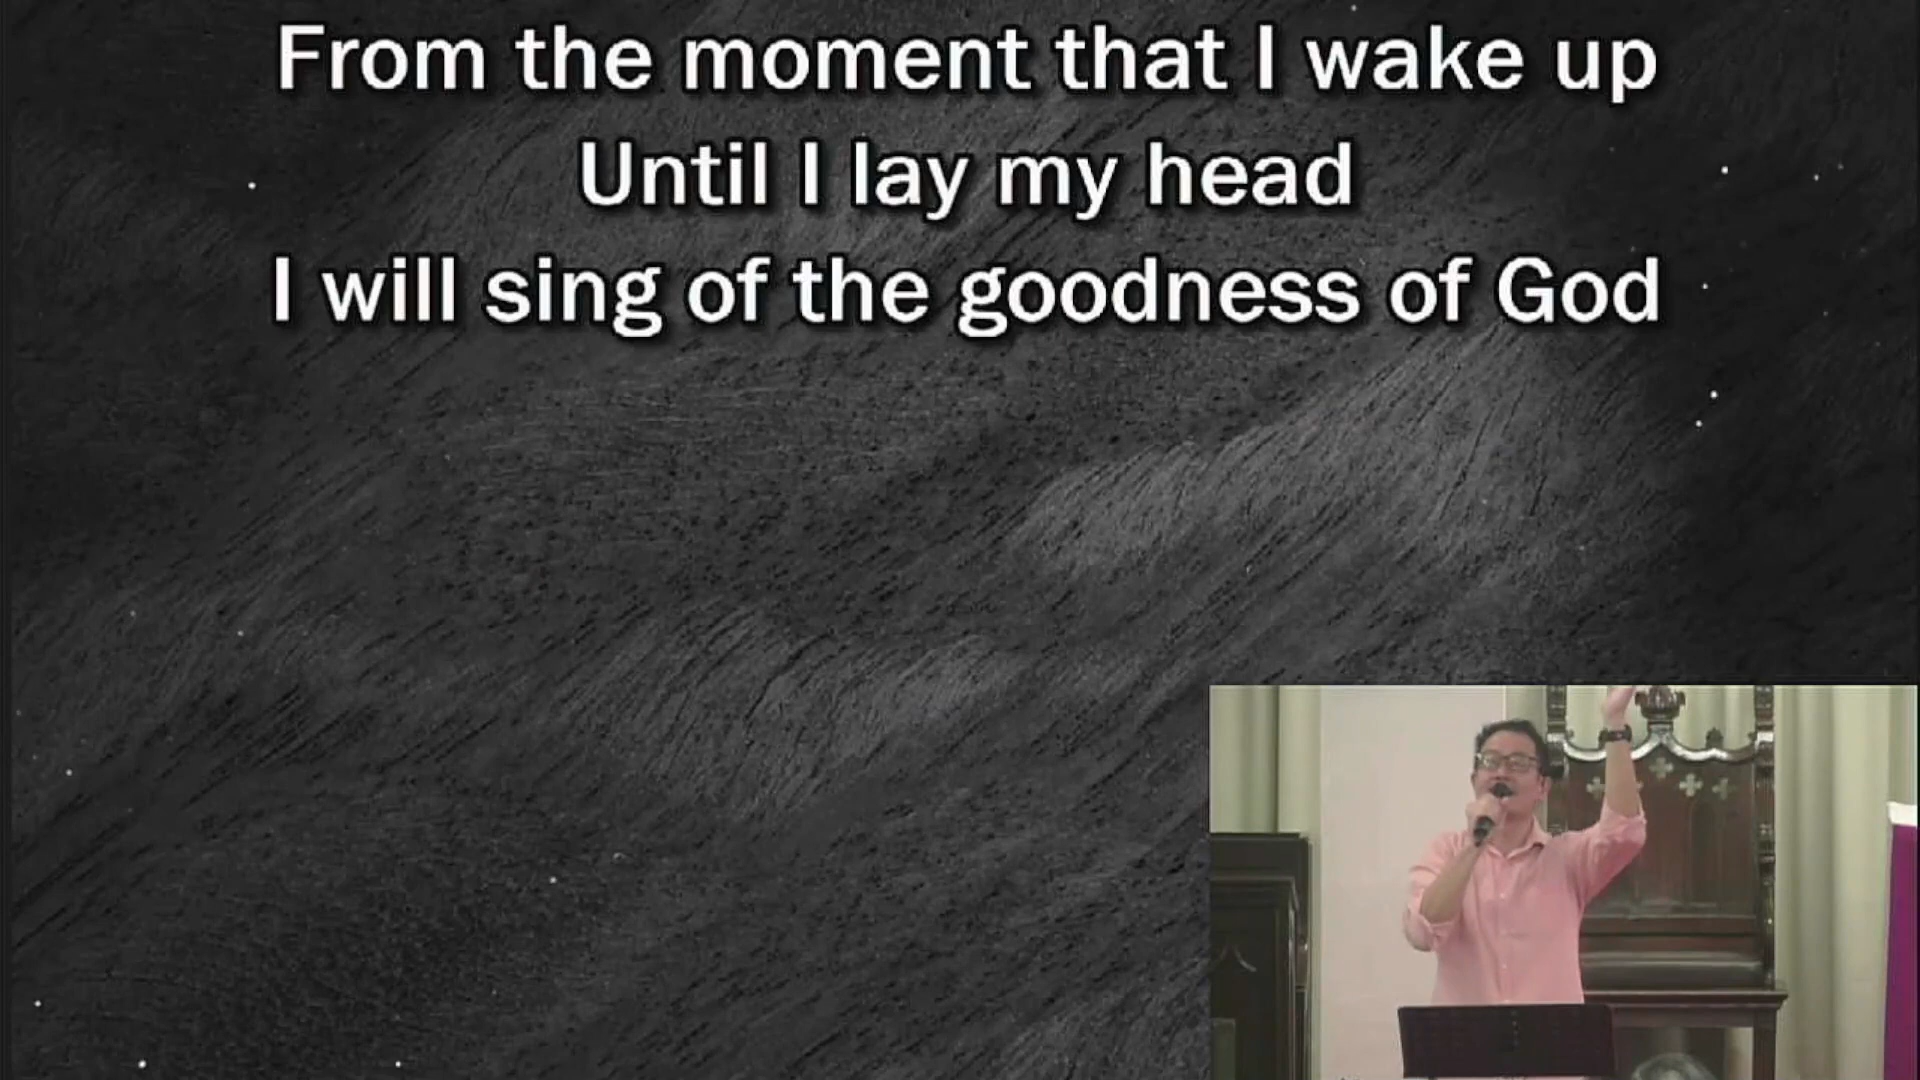 From the moment that I wake up
Until I lay my head
I will sing of the goodness of God